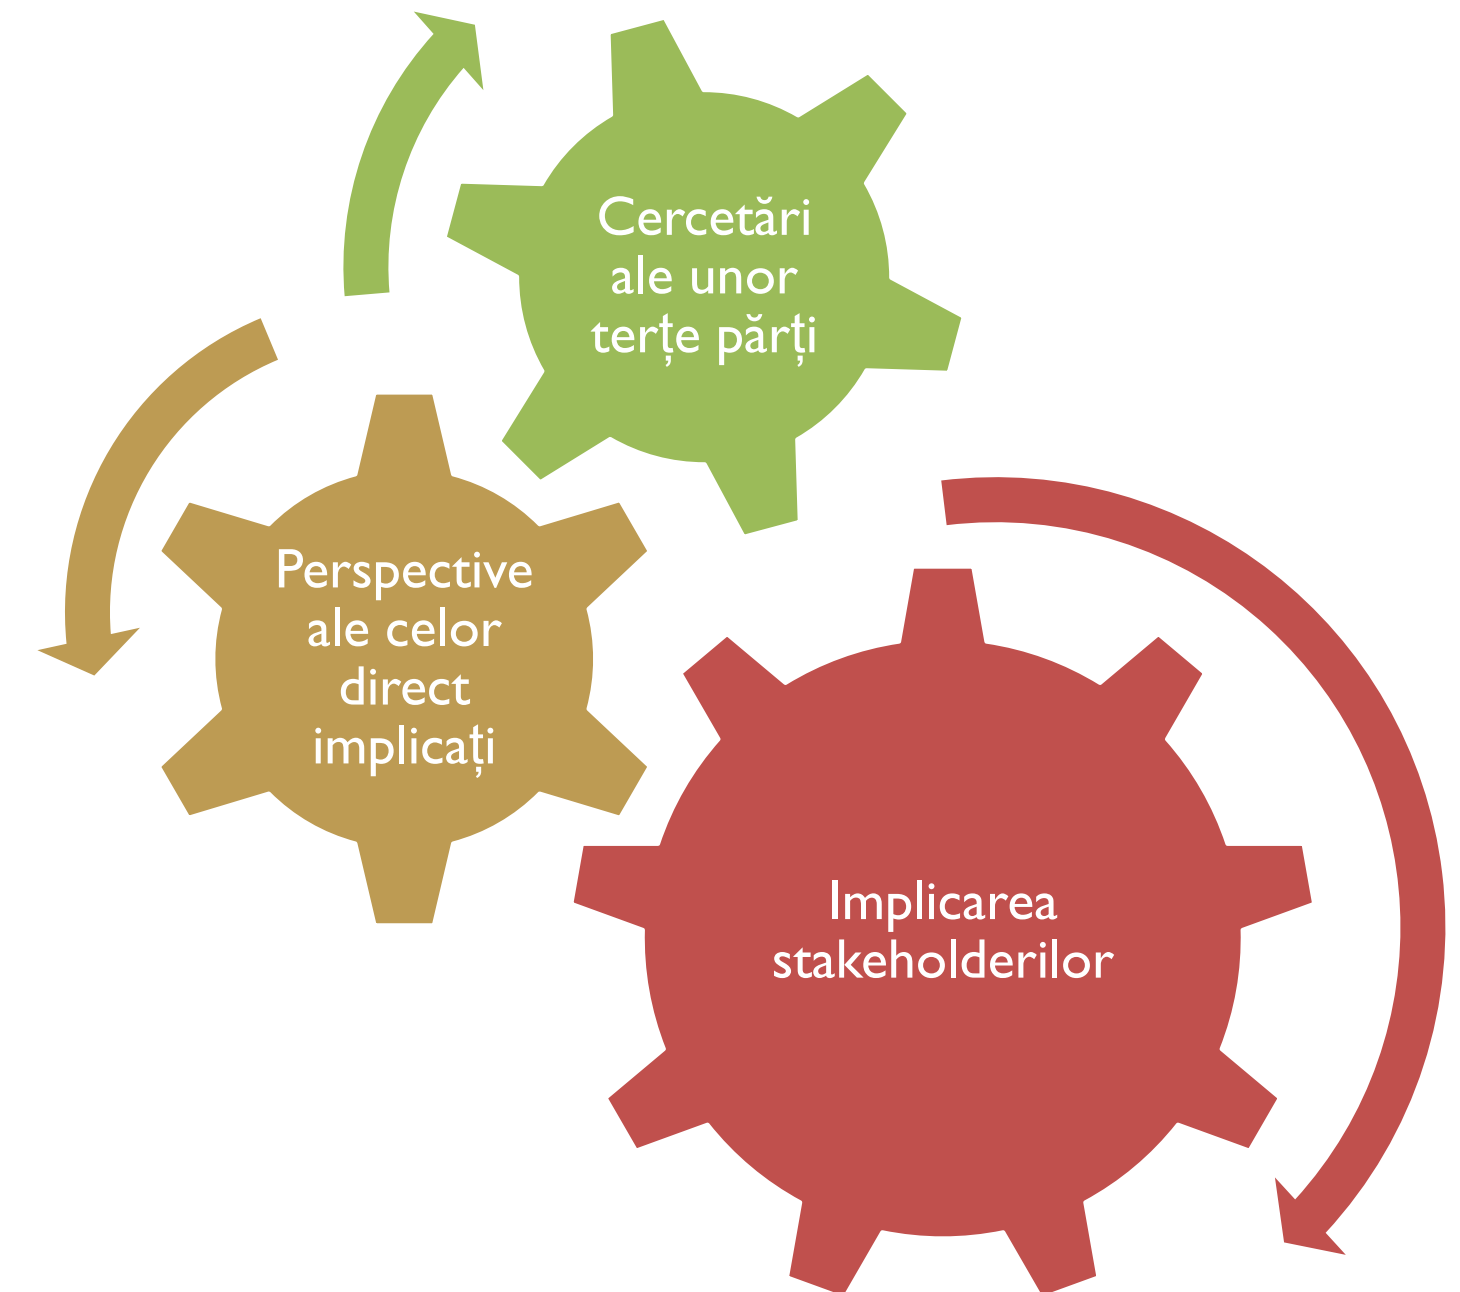 Cercetări
ale unor
terțe părți
Perspective
ale celor
direct
implicați
Implicarea
stakeholderilor